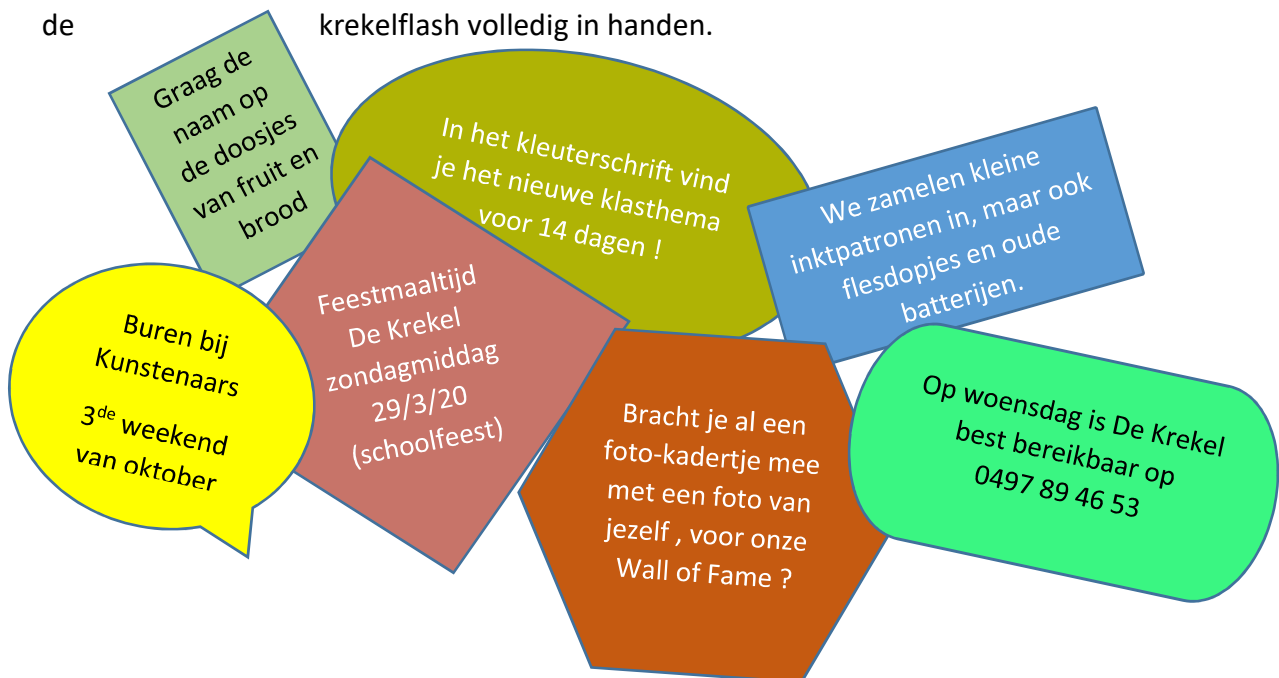 de krekelflash volledig in handen.
Graag de
naam op
de doosjes
van fruit en
brood
In het kleuterschrift vind
je het nieuwe klasthema
voor 14 dagen !
We zamelen kleine
inktpatronen in, maar ook
flesdopjes en oude
batterijen.
Buren bij
Kunstenaars
3de weekend
van oktober
Feestmaaltijd
De Krekel
zondagmiddag
29/3/20
(schoolfeest)
Bracht je al een
foto-kadertje mee
met een foto van
jezelf , voor onze
Wall of Fame ?
Op woensdag is De Krekel
best bereikbaar op
0497 89 46 53